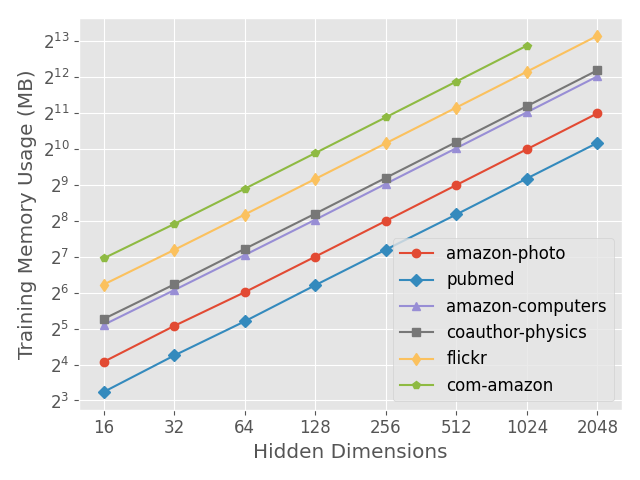 Training Memory Usage (MB)
2^13
2^12
2^11
2^10
2^9
2^8
2^7
2^6
2^5
2^4
2^3
amazon-photo
pubmed
amazon-computers
coauthor-physics
flickr
com-amazon
16 32 64 128 256 512 1024 2048
Hidden Dimensions